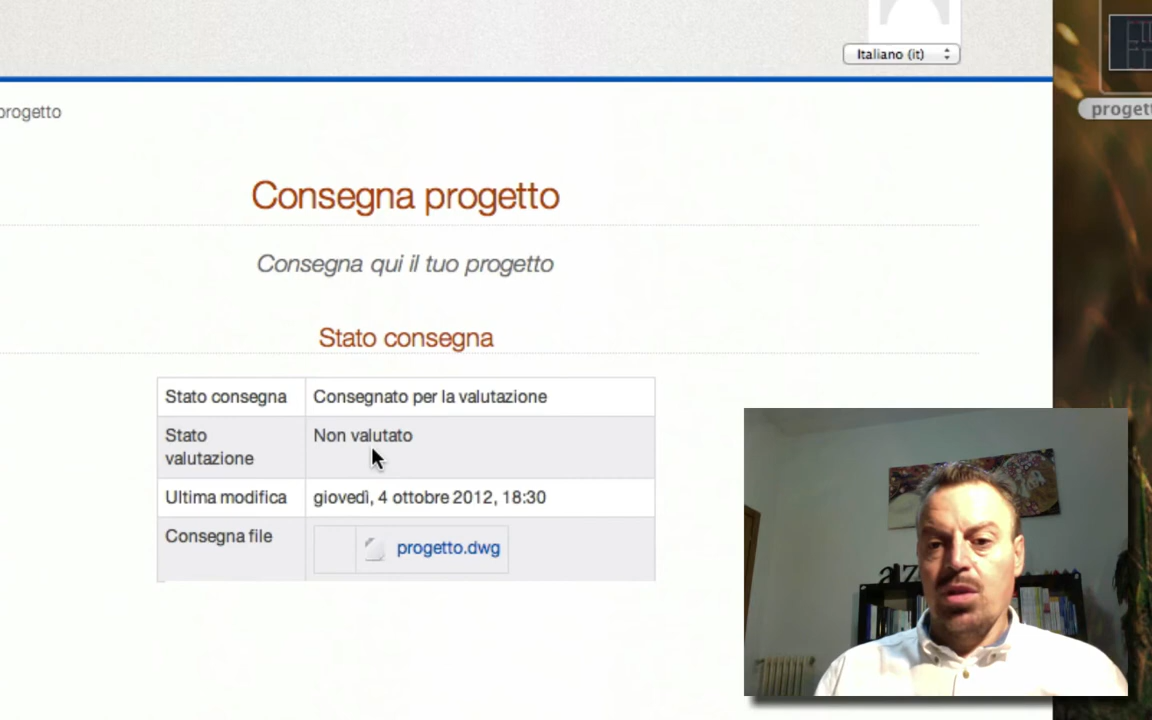 Italiano (it)
progetto
Consegna progetto
Consegna qui il tuo progetto
Stato consegna
Stato consegna Consegnato per la valutazione
Stato valutazione Non valutato
Ultima modifica giovedì, 4 ottobre 2012, 18:30
Consegna file progetto.dwg
progett